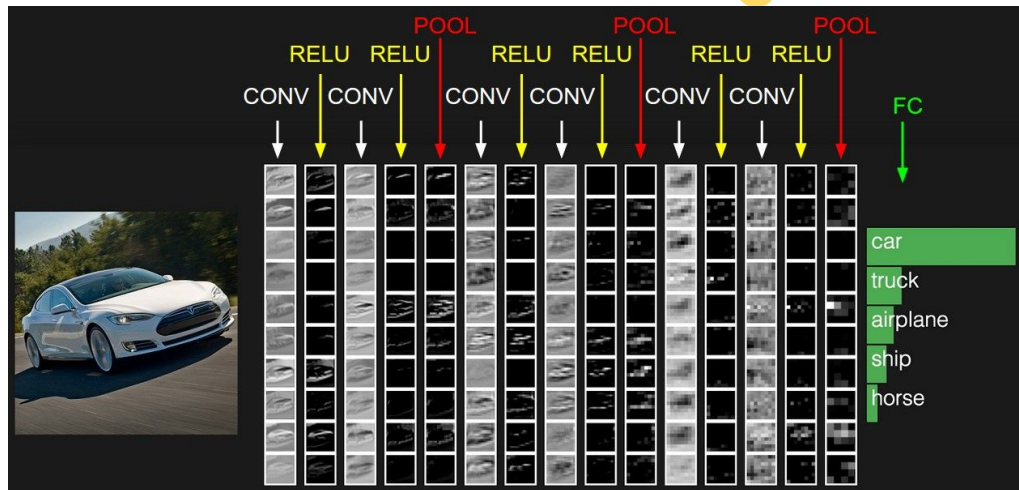 POOL POOL POOL
RELU RELU RELU RELU RELU RELU
CONV CONV CONV CONV CONV CONV
FC
car
truck
airplane
ship
horse